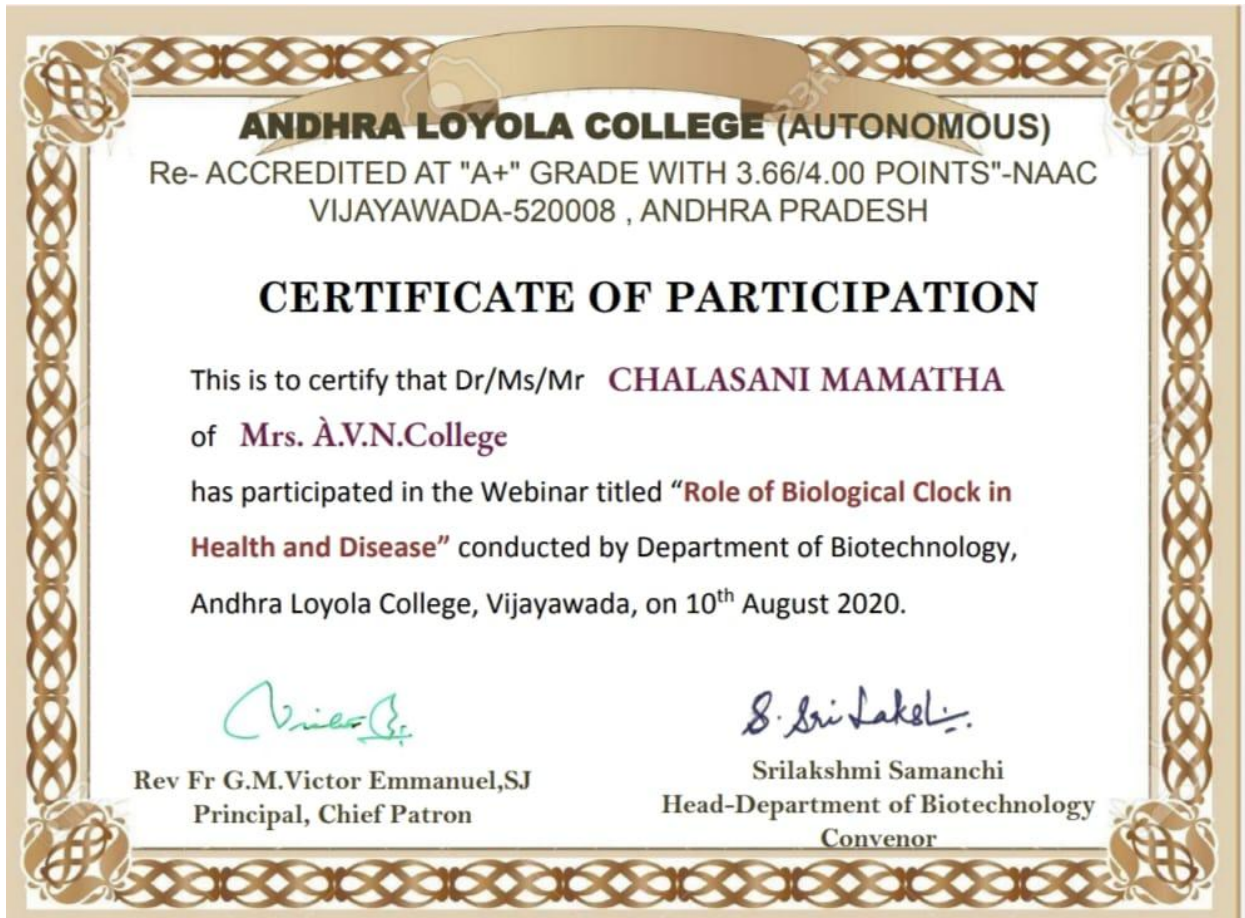 ANDHRA LOYOLA COLLEGE (AUTONOMOUS)
Re- ACCREDITED AT "A+" GRADE WITH 3.66/4.00 POINTS"-NAAC
VIJAYAWADA-520008 , ANDHRA PRADESH
CERTIFICATE OF PARTICIPATION
This is to certify that Dr/Ms/Mr CHALASANI MAMATHA
of Mrs. À.V.N.College
has participated in the Webinar titled “Role of Biological Clock in
Health and Disease” conducted by Department of Biotechnology,
Andhra Loyola College, Vijayawada, on 10th August 2020.
S. Sri Laksh
Rev Fr G.M.Victor Emmanuel,SJ
Principal, Chief Patron
Srilakshmi Samanchi
Head-Department of Biotechnology
Convenor